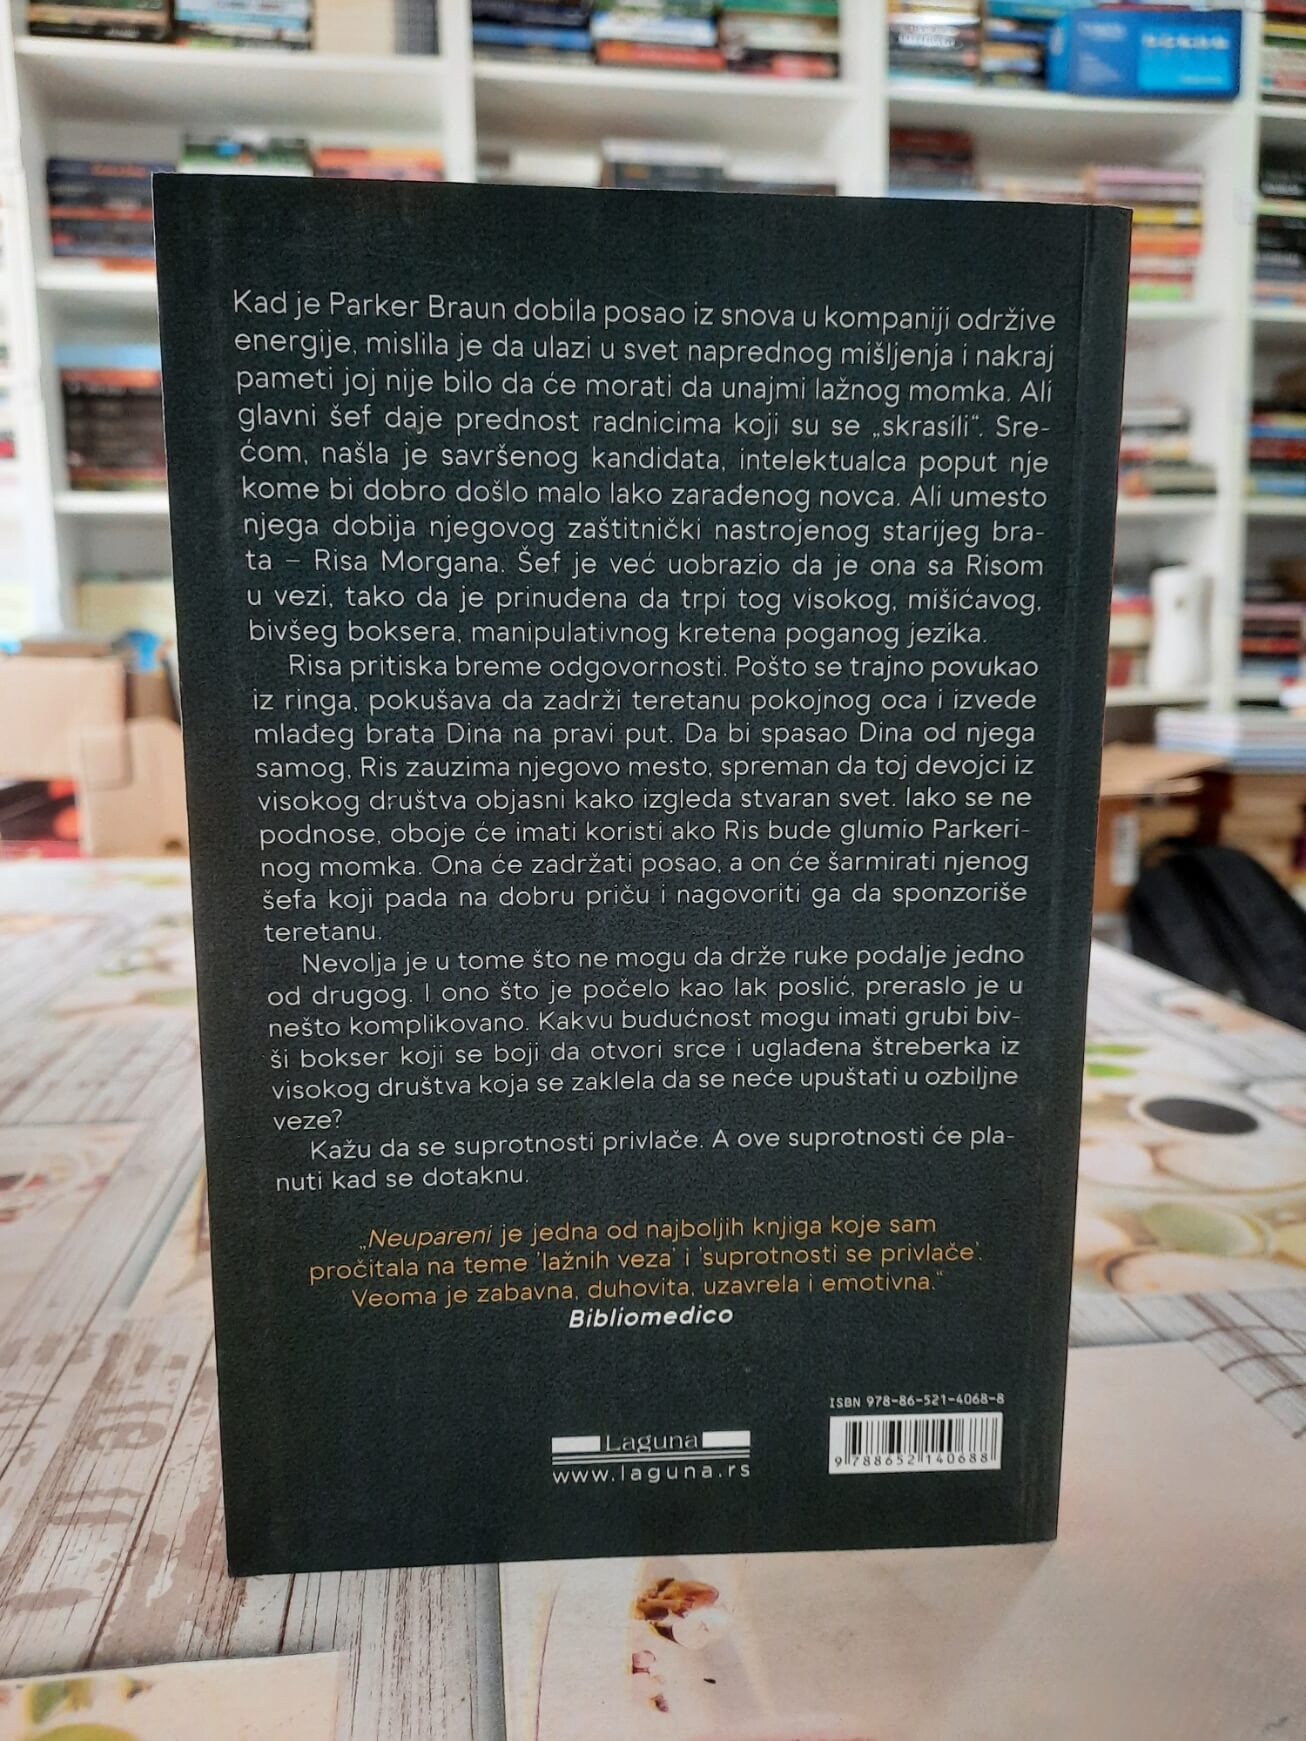 Kad je Parker Braun dobila posao iz snova u kompaniji održive
energije, mislila je da ulazi u svet naprednog mišljenja i nakraj
pameti joj nije bilo da će morati da unajmi lažnog momka. Ali
glavni šef daje prednost radnicima koji su se „skrasili“. Sre-
ćom, našla je savršenog kandidata, intelektualca poput nje
kome bi dobro došlo malo lako zarađenog novca. Ali umesto
njega dobija njegovog zaštitnički nastrojenog starijeg bra-
ta – Risa Morgana. Šef je već uobrazio da je ona sa Risom
u vezi, tako da je prinuđena da trpi tog visokog, mišićavog,
bivšeg boksera, manipulativnog kretena poganog jezika.
Risa pritiska breme odgovornosti. Pošto se trajno povukao
iz ringa, pokušava da zadrži teretanu pokojnog oca i izvede
mlađeg brata Dina na pravi put. Da bi spasao Dina od njega
samog, Ris zauzima njegovo mesto, spreman da toj devojci iz
visokog društva objasni kako izgleda stvaran svet. Iako se ne
podnose, oboje će imati koristi ako Ris bude glumio Parkeri-
nog momka. Ona će zadržati posao, a on će šarmirati njenog
šefa koji pada na dobru priču i nagovoriti ga da sponzoriše
teretanu.
Nevolja je u tome što ne mogu da drže ruke podalje jedno
od drugog. I ono što je počelo kao lak poslić, preraslo je u
nešto komplikovano. Kakvu budućnost mogu imati grubi biv-
ši bokser koji se boji da otvori srce i uglađena štreberka iz
visokog društva koja se zaklela da se neće upuštati u ozbiljne
veze?
Kažu da se suprotnosti privlače. A ove suprotnosti će pla-
nuti kad se dotaknu.
„Neupareni je jedna od najboljih knjiga koje sam
pročitala na teme 'lažnih veza' i 'suprotnosti se privlače'.
Veoma je zabavna, duhovita, uzavrela i emotivna.“
Bibliomedico
ISBN 978-86-521-4068-8
Laguna
www.laguna.rs
9 788652 140688